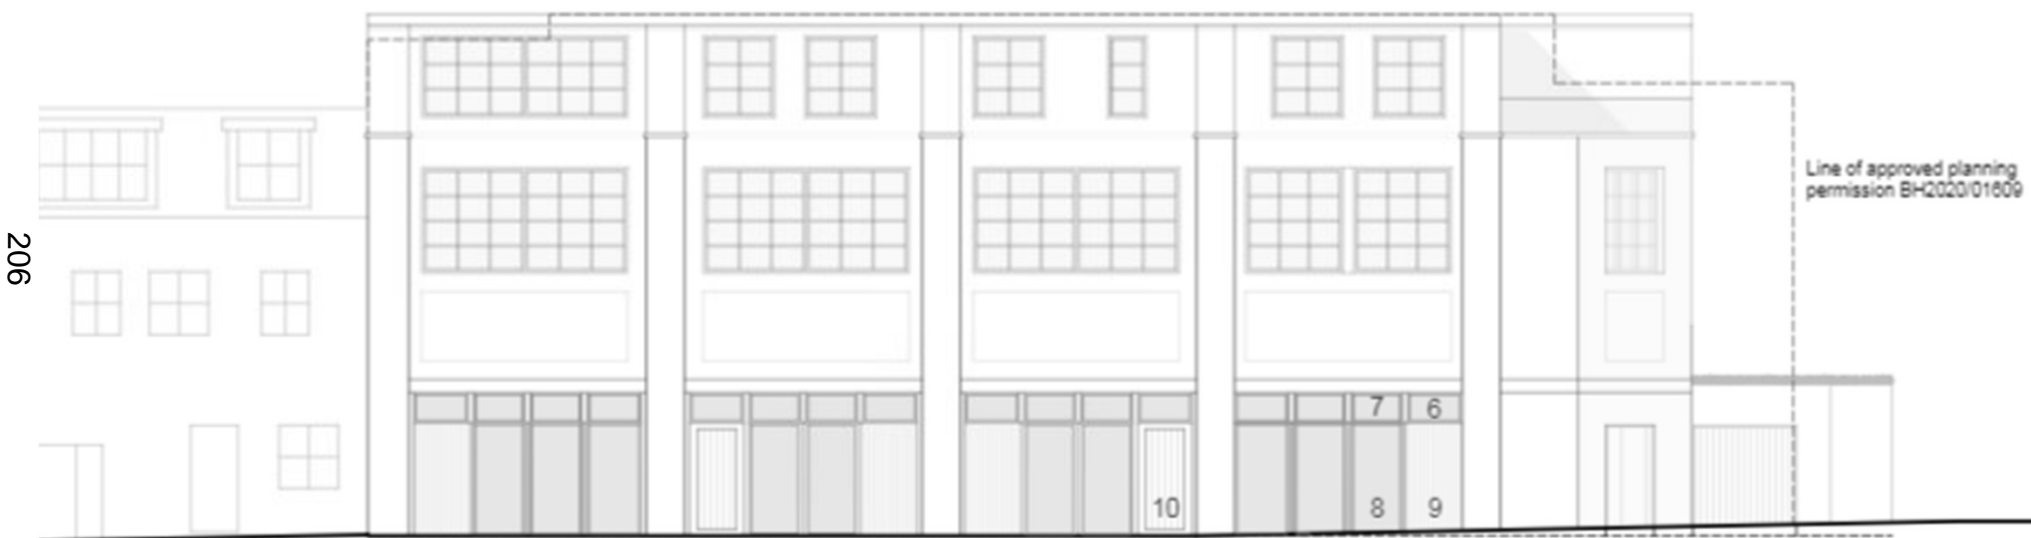 206
Line of approved planning
permission BH2020/01609
7 6
10 8 9